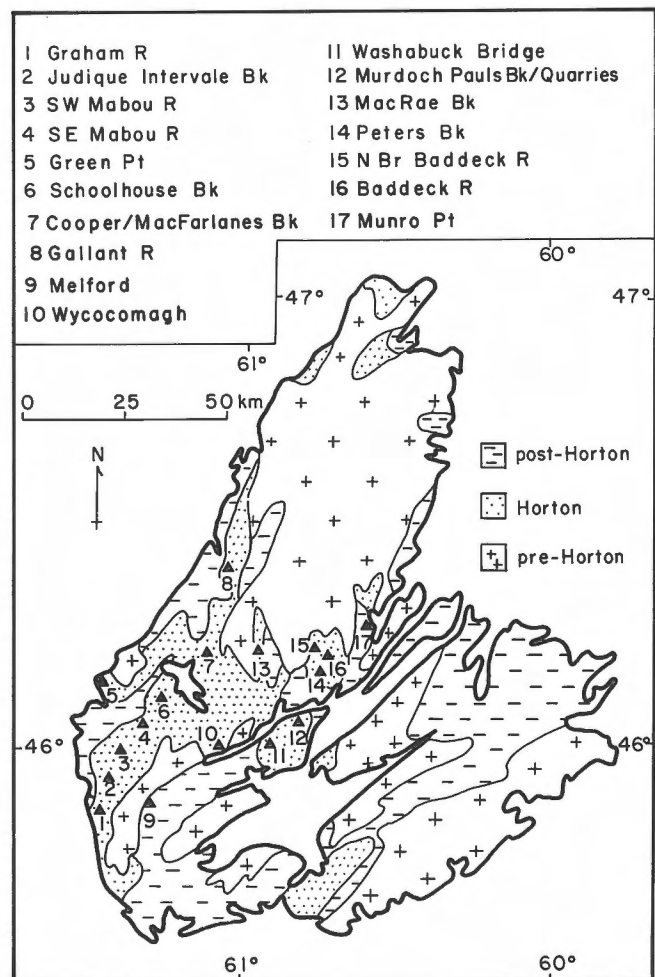 1 Graham R
2 Judique Intervale Bk
3 SW Mabou R
4 SE Mabou R
5 Green Pt
6 Schoolhouse Bk
7 Cooper/MacFarlanes Bk
8 Gallant R
9 Melford
10 Wycocomagh
11 Washabuck Bridge
12 Murdoch Pauls Bk/Quarries
13 MacRae Bk
14 Peters Bk
15 N Br Baddeck R
16 Baddeck R
17 Munro Pt
60°
47°
47°
61°
0 25 50 km
N
post-Horton
Horton
pre-Horton
8
17
15
16
7
13
14
5
6
12
4
10
11
46°
46°
3
2
9
1
61°
60°